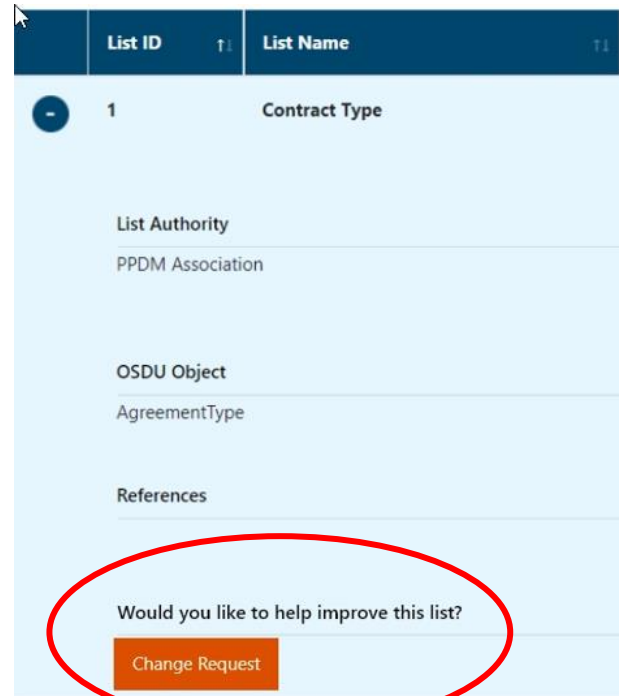 List ID ↑↓ List Name ↑↓
- 1 Contract Type
List Authority
PPDM Association
OSDU Object
AgreementType
References
Would you like to help improve this list?
Change Request